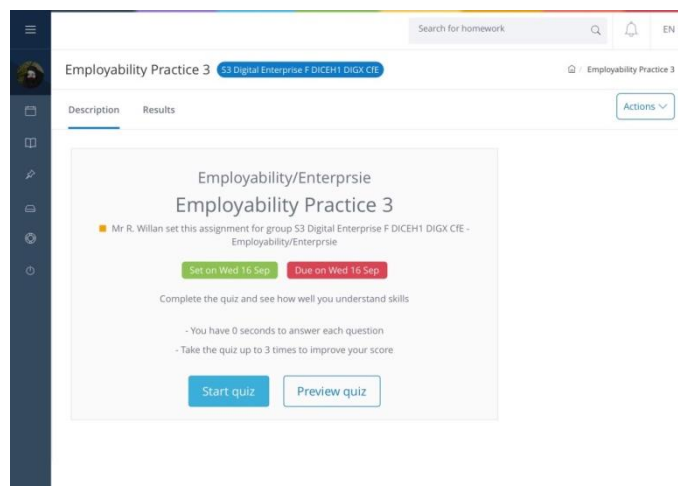 Search for homework
EN
Employability Practice 3 S3 Digital Enterprise F DICEH1 DIGX CfE
/ Employability Practice 3
Description Results
Actions
Employability/Enterprsie
Employability Practice 3
Mr R. Willan set this assignment for group S3 Digital Enterprise F DICEH1 DIGX CfE -
Employability/Enterprsie
Set on Wed 16 Sep Due on Wed 16 Sep
Complete the quiz and see how well you understand skills
- You have 0 seconds to answer each question
- Take the quiz up to 3 times to improve your score
Start quiz Preview quiz